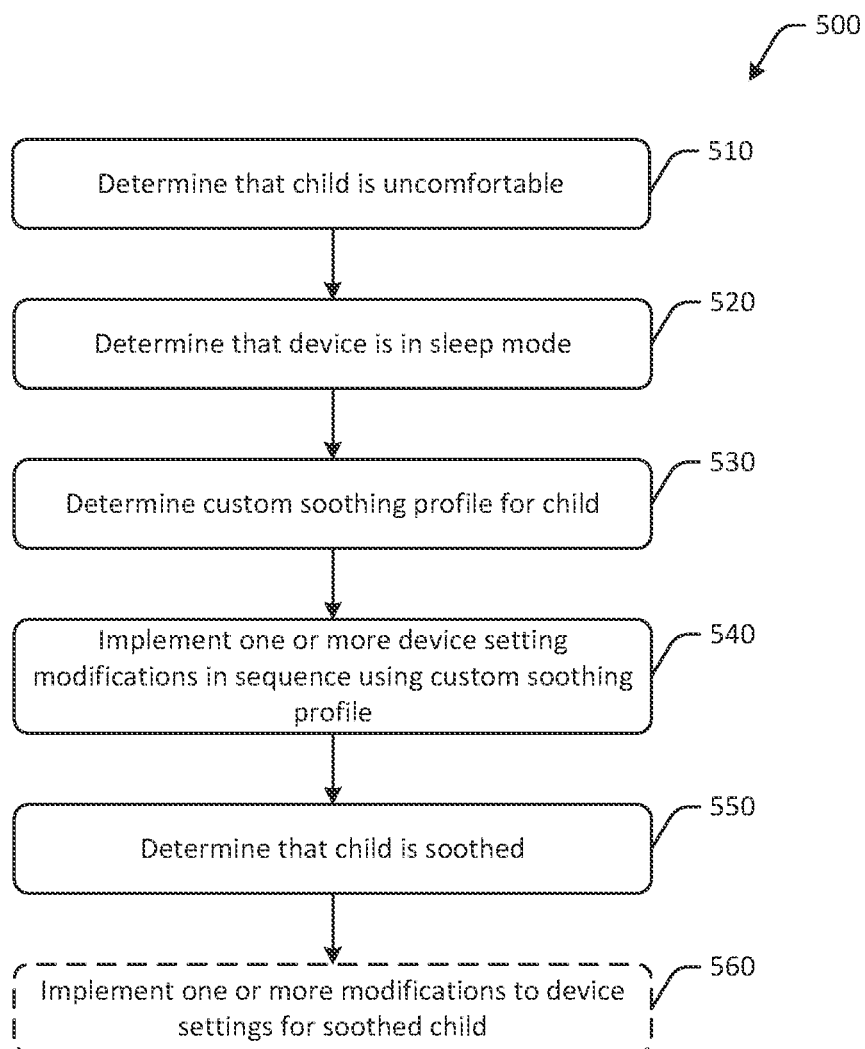 500
510
Determine that child is uncomfortable
520
Determine that device is in sleep mode
530
Determine custom soothing profile for child
540
Implement one or more device setting
modifications in sequence using custom soothing
profile
550
Determine that child is soothed
560
Implement one or more modifications to device
settings for soothed child